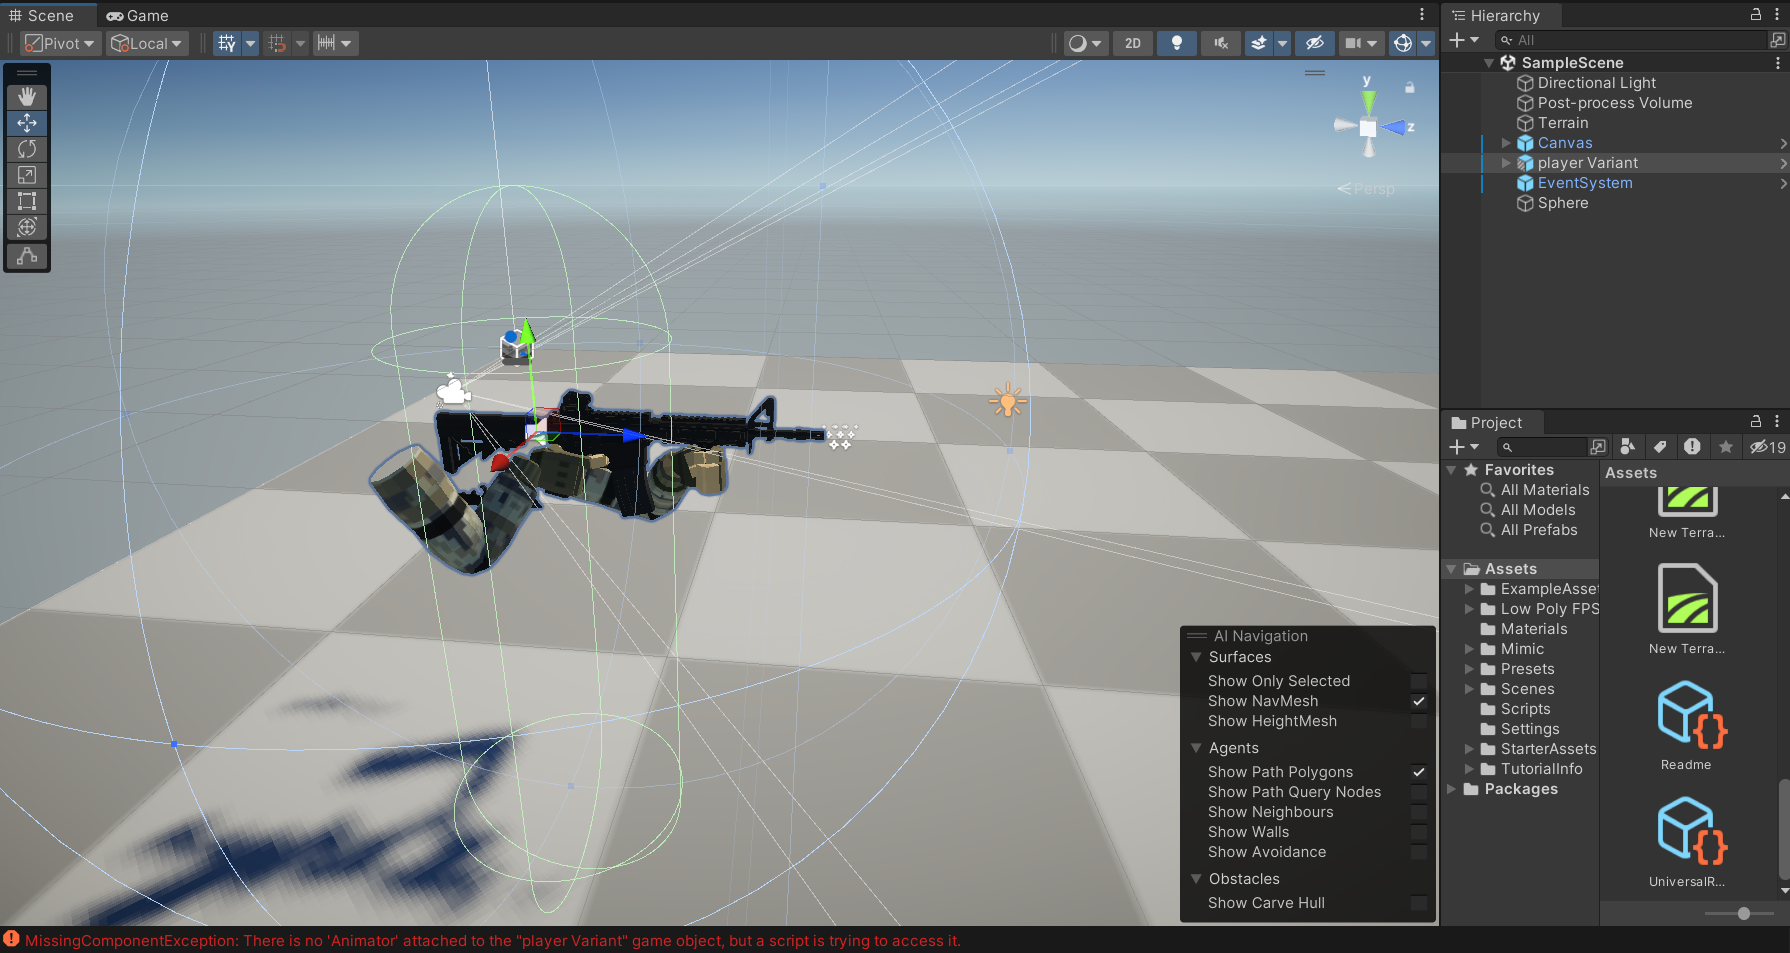 Scene
Game
Pivot
Local
2D
y
z
Persp
Hierarchy
All
SampleScene
Directional Light
Post-process Volume
Terrain
Canvas
player Variant
EventSystem
Sphere
Project
19
Favorites
All Materials
All Models
All Prefabs
Assets
ExampleAsset
Low Poly FPS
Materials
Mimic
Presets
Scenes
Scripts
Settings
StarterAssets
TutorialInfo
Packages
Assets
New Terra...
New Terra...
Readme
UniversalR...
AI Navigation
Surfaces
Show Only Selected
Show NavMesh
Show HeightMesh
Agents
Show Path Polygons
Show Path Query Nodes
Show Neighbours
Show Walls
Show Avoidance
Obstacles
Show Carve Hull
MissingComponentException: There is no 'Animator' attached to the "player Variant" game object, but a script is trying to access it.